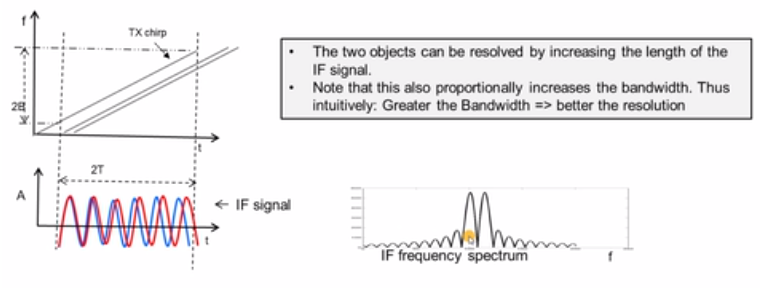 f
TX chirp
2B
t
• The two objects can be resolved by increasing the length of the
IF signal.
• Note that this also proportionally increases the bandwidth. Thus
intuitively: Greater the Bandwidth => better the resolution
2T
A
← IF signal
t
IF frequency spectrum
f